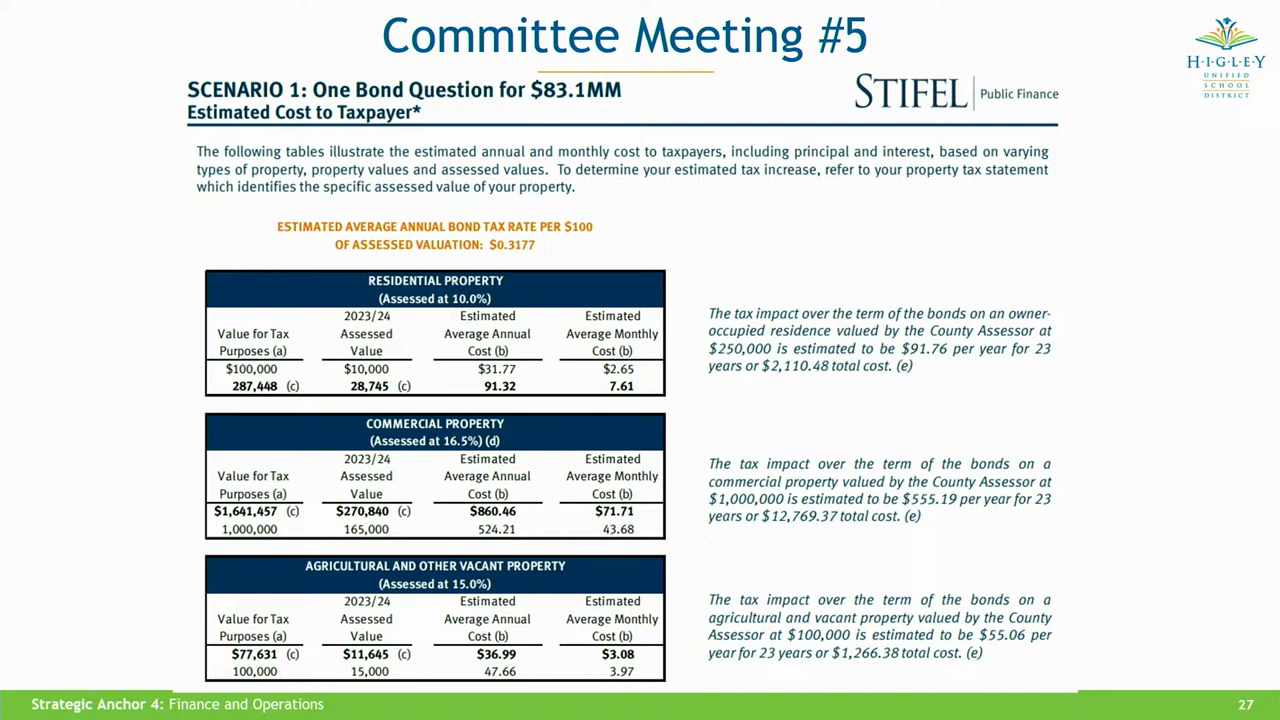 Committee Meeting #5
H·I·G·L·E·Y
UNIFIED
SCHOOL
DISTRICT
SCENARIO 1: One Bond Question for $83.1MM
Estimated Cost to Taxpayer*
STIFEL | Public Finance
The following tables illustrate the estimated annual and monthly cost to taxpayers, including principal and interest, based on varying
types of property, property values and assessed values. To determine your estimated tax increase, refer to your property tax statement
which identifies the specific assessed value of your property.
ESTIMATED AVERAGE ANNUAL BOND TAX RATE PER $100
OF ASSESSED VALUATION: $0.3177
RESIDENTIAL PROPERTY
(Assessed at 10.0%)
2023/24 Estimated Estimated
Value for Tax Assessed Average Annual Average Monthly
Purposes (a) Value Cost (b) Cost (b)
$100,000 $10,000 $31.77 $2.65
287,448 (c) 28,745 (c) 91.32 7.61
The tax impact over the term of the bonds on an owner-
occupied residence valued by the County Assessor at
$250,000 is estimated to be $91.76 per year for 23
years or $2,110.48 total cost. (e)
COMMERCIAL PROPERTY
(Assessed at 16.5%) (d)
2023/24 Estimated Estimated
Value for Tax Assessed Average Annual Average Monthly
Purposes (a) Value Cost (b) Cost (b)
$1,641,457 (c) $270,840 (c) $860.46 $71.71
1,000,000 165,000 524.21 43.68
The tax impact over the term of the bonds on a
commercial property valued by the County Assessor at
$1,000,000 is estimated to be $555.19 per year for 23
years or $12,769.37 total cost. (e)
AGRICULTURAL AND OTHER VACANT PROPERTY
(Assessed at 15.0%)
2023/24 Estimated Estimated
Value for Tax Assessed Average Annual Average Monthly
Purposes (a) Value Cost (b) Cost (b)
$77,631 (c) $11,645 (c) $36.99 $3.08
100,000 15,000 47.66 3.97
The tax impact over the term of the bonds on a
agricultural and vacant property valued by the County
Assessor at $100,000 is estimated to be $55.06 per
year for 23 years or $1,266.38 total cost. (e)
Strategic Anchor 4: Finance and Operations
27